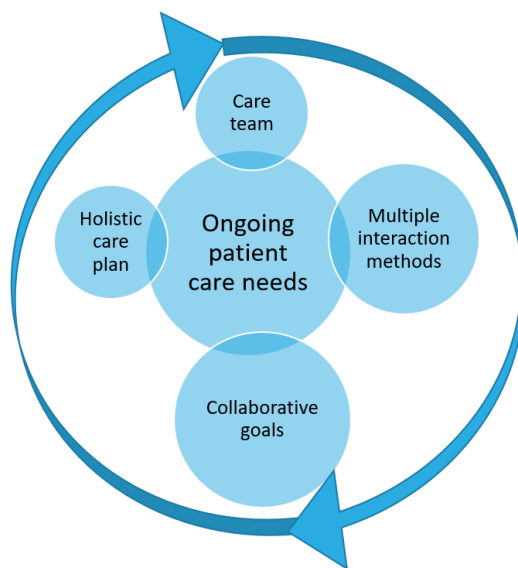 Care
team
Holistic
care
plan
Ongoing
patient
care needs
Multiple
interaction
methods
Collaborative
goals